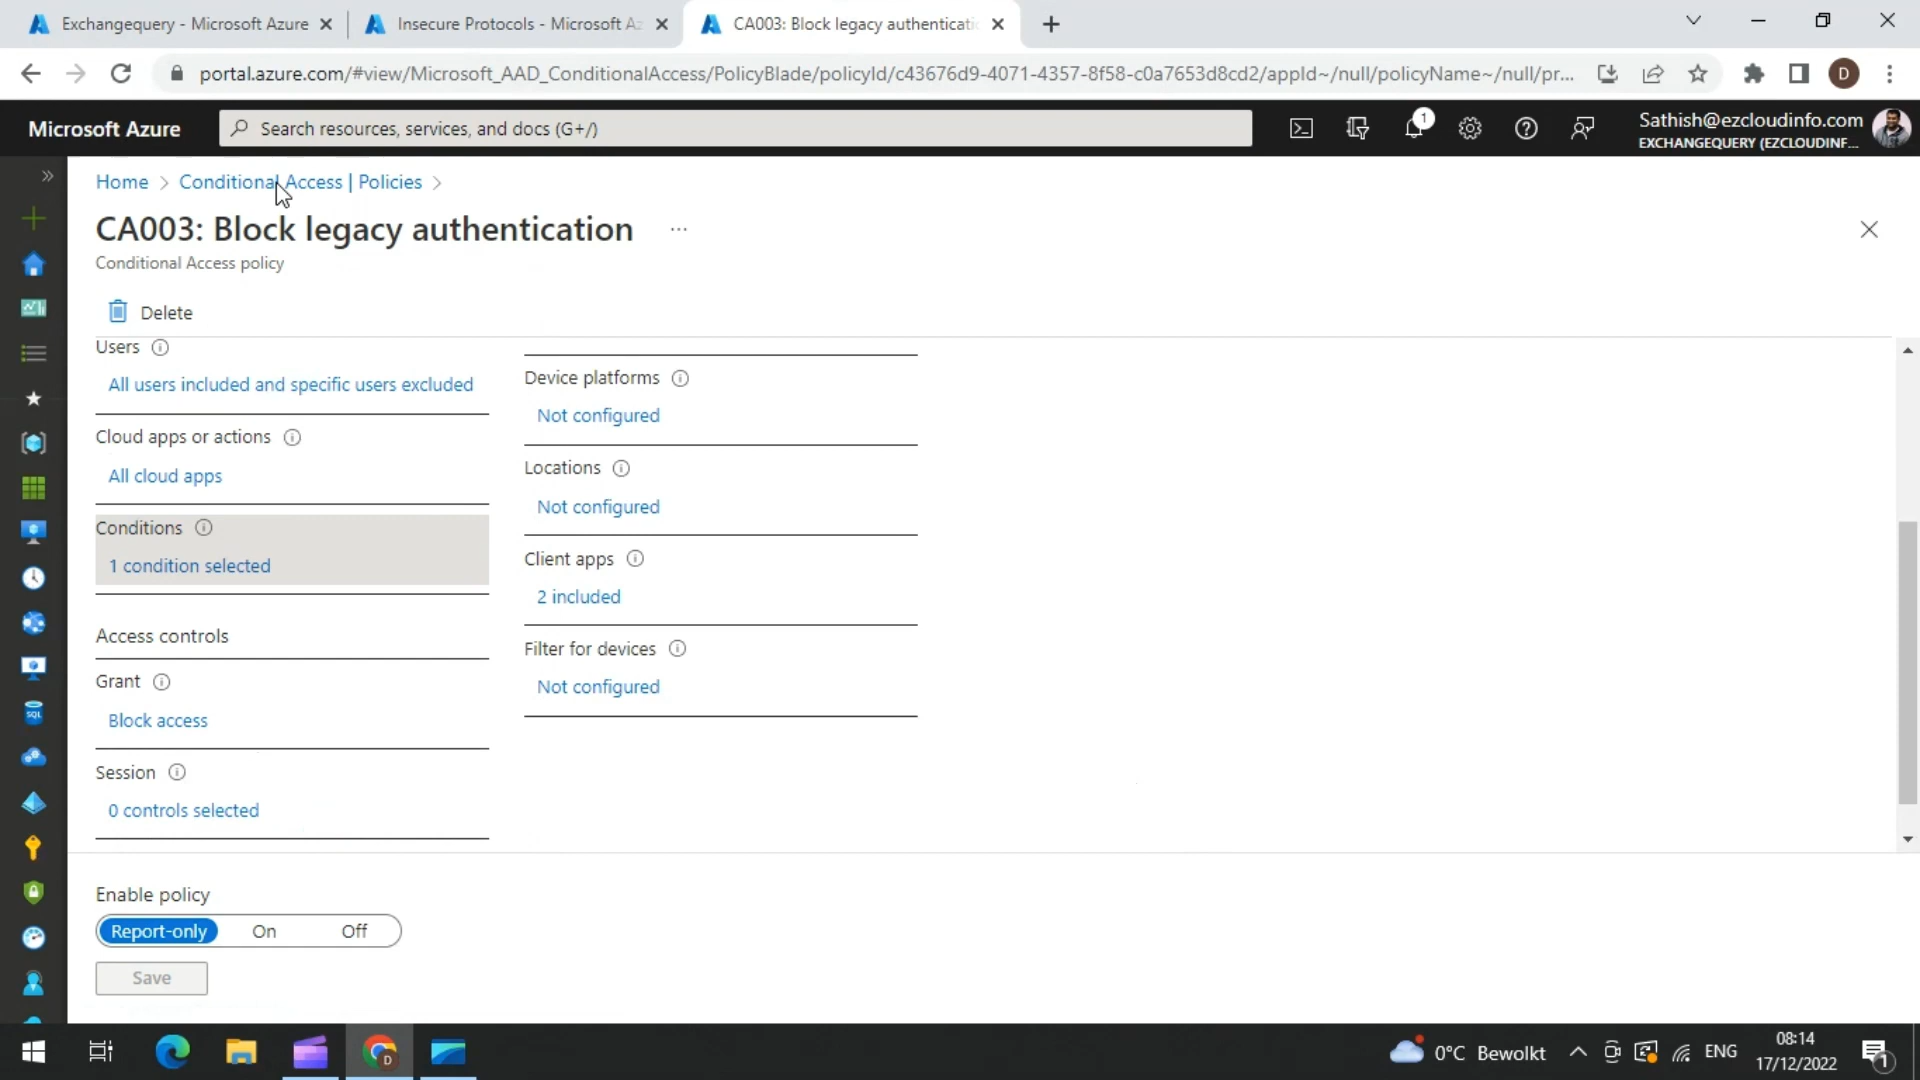 Exchangequery - Microsoft Azure
Insecure Protocols - Microsoft Az
CA003: Block legacy authenticatio
portal.azure.com/#view/Microsoft_AAD_ConditionalAccess/PolicyBlade/policyId/c43676d9-4071-4357-8f58-c0a7653d8cd2/appId~/null/policyName~/null/pr...
D
Microsoft Azure
Search resources, services, and docs (G+/)
1
Sathish@ezcloudinfo.com
EXCHANGEQUERY (EZCLOUDINF...
Home > Conditional Access | Policies >
CA003: Block legacy authentication ...
Conditional Access policy
Delete
Users
All users included and specific users excluded
Cloud apps or actions
All cloud apps
Conditions
1 condition selected
Access controls
Grant
Block access
Session
0 controls selected
Device platforms
Not configured
Locations
Not configured
Client apps
2 included
Filter for devices
Not configured
Enable policy
Report-only On Off
Save
SQL
D
0°C Bewolkt
ENG
08:14
17/12/2022
1